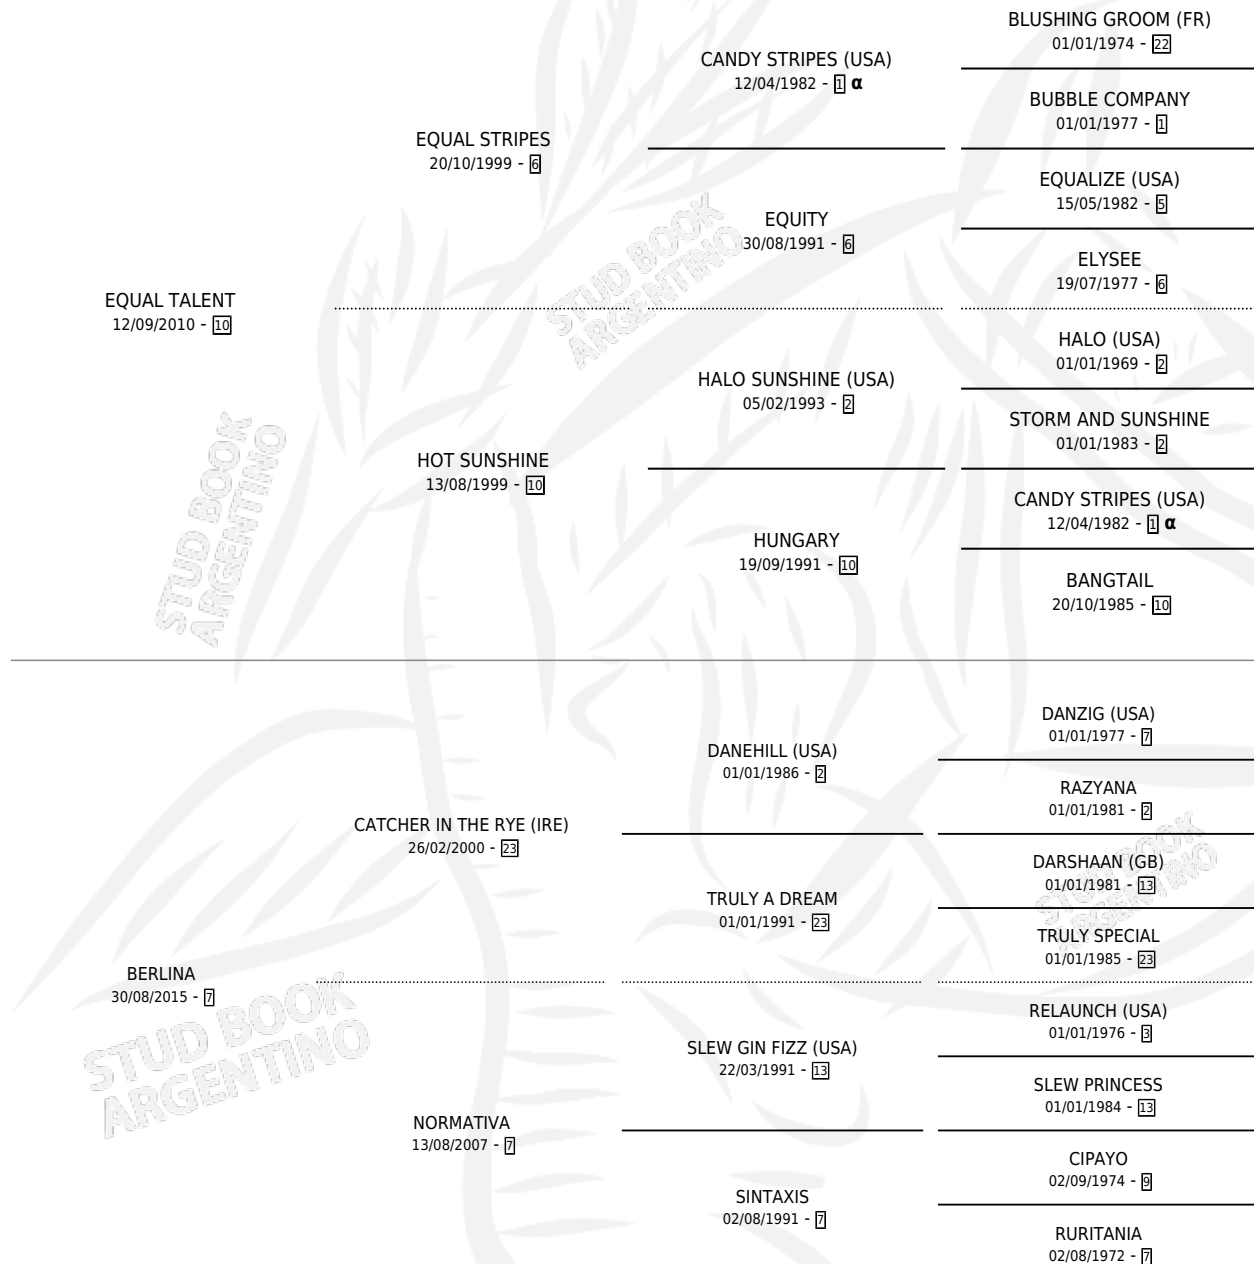 BLUSHING GROOM (FR)
01/01/1974 - 22
CANDY STRIPES (USA)
12/04/1982 - 1 α
BUBBLE COMPANY
01/01/1977 - 1
EQUAL STRIPES
20/10/1999 - 6
EQUALIZE (USA)
15/05/1982 - 5
EQUITY
30/08/1991 - 6
ELYSEE
19/07/1977 - 6
EQUAL TALENT
12/09/2010 - 10
HALO (USA)
01/01/1969 - 2
HALO SUNSHINE (USA)
05/02/1993 - 2
STORM AND SUNSHINE
01/01/1983 - 2
HOT SUNSHINE
13/08/1999 - 10
CANDY STRIPES (USA)
12/04/1982 - 1 α
HUNGARY
19/09/1991 - 10
BANGTAIL
20/10/1985 - 10
DANZIG (USA)
01/01/1977 - 7
DANEHILL (USA)
01/01/1986 - 2
RAZYANA
01/01/1981 - 2
CATCHER IN THE RYE (IRE)
26/02/2000 - 23
DARSHAAN (GB)
01/01/1981 - 13
TRULY A DREAM
01/01/1991 - 23
TRULY SPECIAL
01/01/1985 - 23
BERLINA
30/08/2015 - 7
RELAUNCH (USA)
01/01/1976 - 3
SLEW GIN FIZZ (USA)
22/03/1991 - 13
SLEW PRINCESS
01/01/1984 - 13
NORMATIVA
13/08/2007 - 7
CIPAYO
02/09/1974 - 9
SINTAXIS
02/08/1991 - 7
RURITANIA
02/08/1972 - 7
STUD BOOK
ARGENTINO
STUD BOOK
ARGENTINO
STUD BOOK
ARGENTINO
STUD BOOK
ARGENTINO